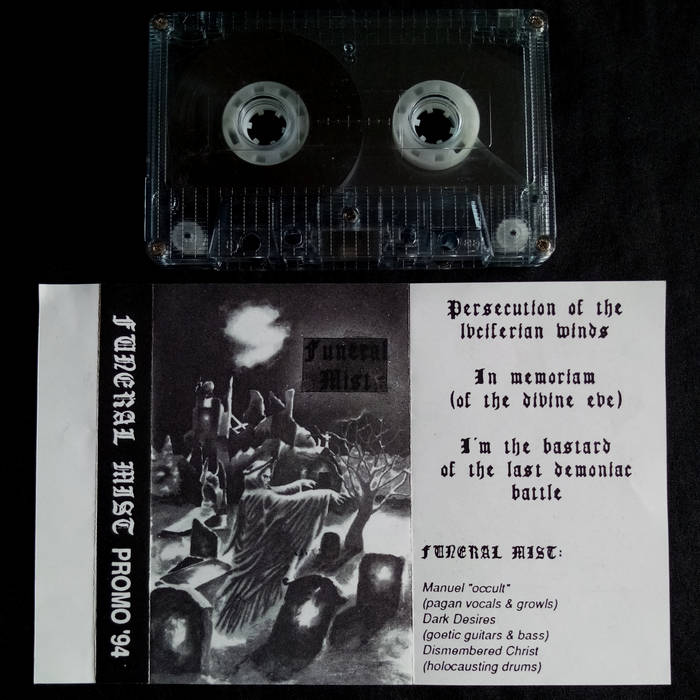 FUNERAL MIST PROMO '94
Funeral
Mist
Persecution of the
lvciferian winds
In memoriam
(of the divine eve)
I'm the bastard
of the last demoniac
battle
FUNERAL MIST:
Manuel "occult"
(pagan vocals & growls)
Dark Desires
(goetic guitars & bass)
Dismembered Christ
(holocausting drums)